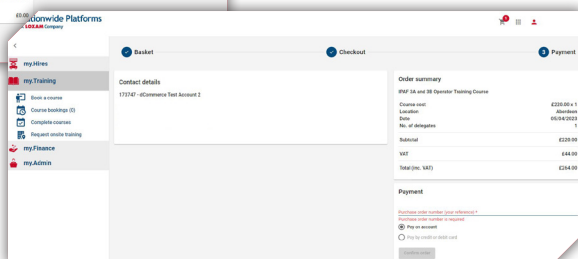 £0.00
Nationwide Platforms
LOXAM Company
my.Hires
my.Training
Book a course
Course bookings (0)
Complete courses
Request onsite training
my.Finance
my.Admin
Basket
Checkout
3 Payment
Contact details
173747 - dCommerce Test Account 2
Order summary
IPAF 3A and 3B Operator Training Course
Course cost £220.00 x 1
Location Aberdeen
Date 05/04/2023
No. of delegates 1
Subtotal £220.00
VAT £44.00
Total (inc. VAT) £264.00
Payment
Purchase order number (your reference) *
Purchase order number is required
Pay on account
Pay by credit or debit card
Confirm order